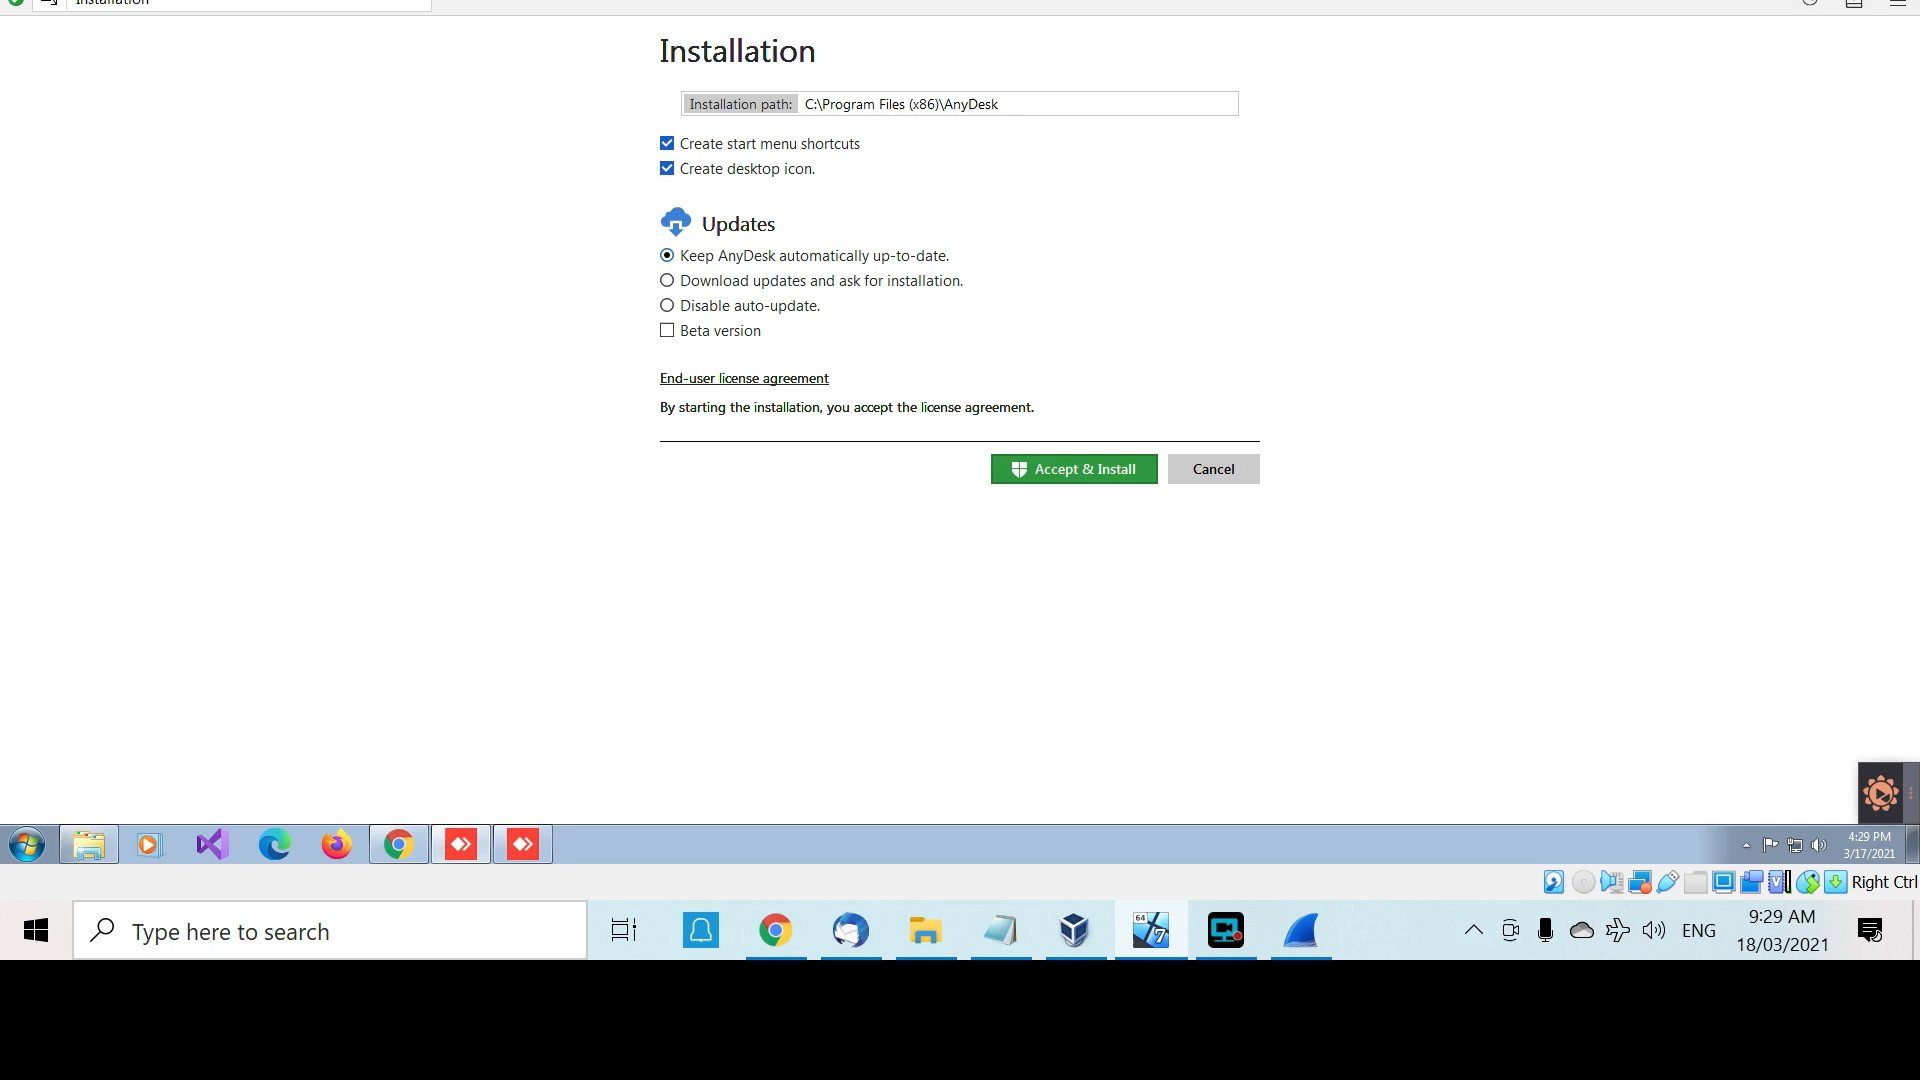 Installation
Installation
Installation path: C:\Program Files (x86)\AnyDesk
Create start menu shortcuts
Create desktop icon.
Updates
Keep AnyDesk automatically up-to-date.
Download updates and ask for installation.
Disable auto-update.
Beta version
End-user license agreement
By starting the installation, you accept the license agreement.
Accept & Install
Cancel
4:29 PM
3/17/2021
Right Ctrl
Type here to search
64
7
ENG
9:29 AM
18/03/2021